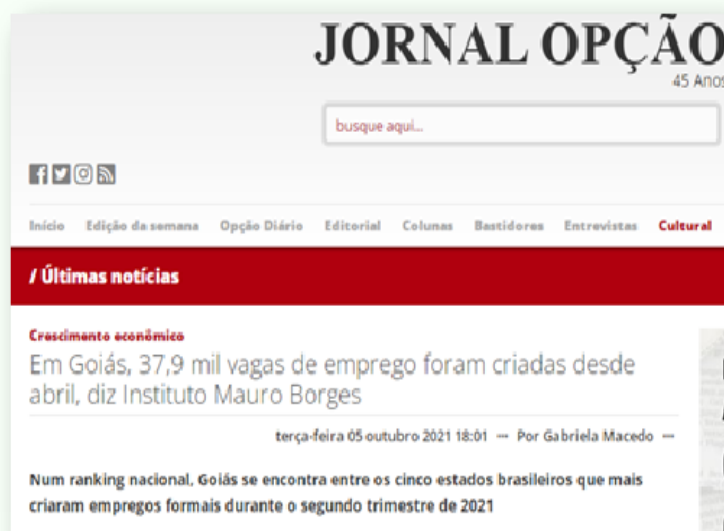 JORNAL OPÇÃO
45 Anos
busque aqui...
Início Edição da semana Opção Diário Editorial Colunas Bastidores Entrevistas Cultural
/ Últimas notícias
Crescimento econômico
Em Goiás, 37,9 mil vagas de emprego foram criadas desde
abril, diz Instituto Mauro Borges
terça-feira 05 outubro 2021 18:01 — Por Gabriela Macedo —
Num ranking nacional, Goiás se encontra entre os cinco estados brasileiros que mais
criaram empregos formais durante o segundo trimestre de 2021